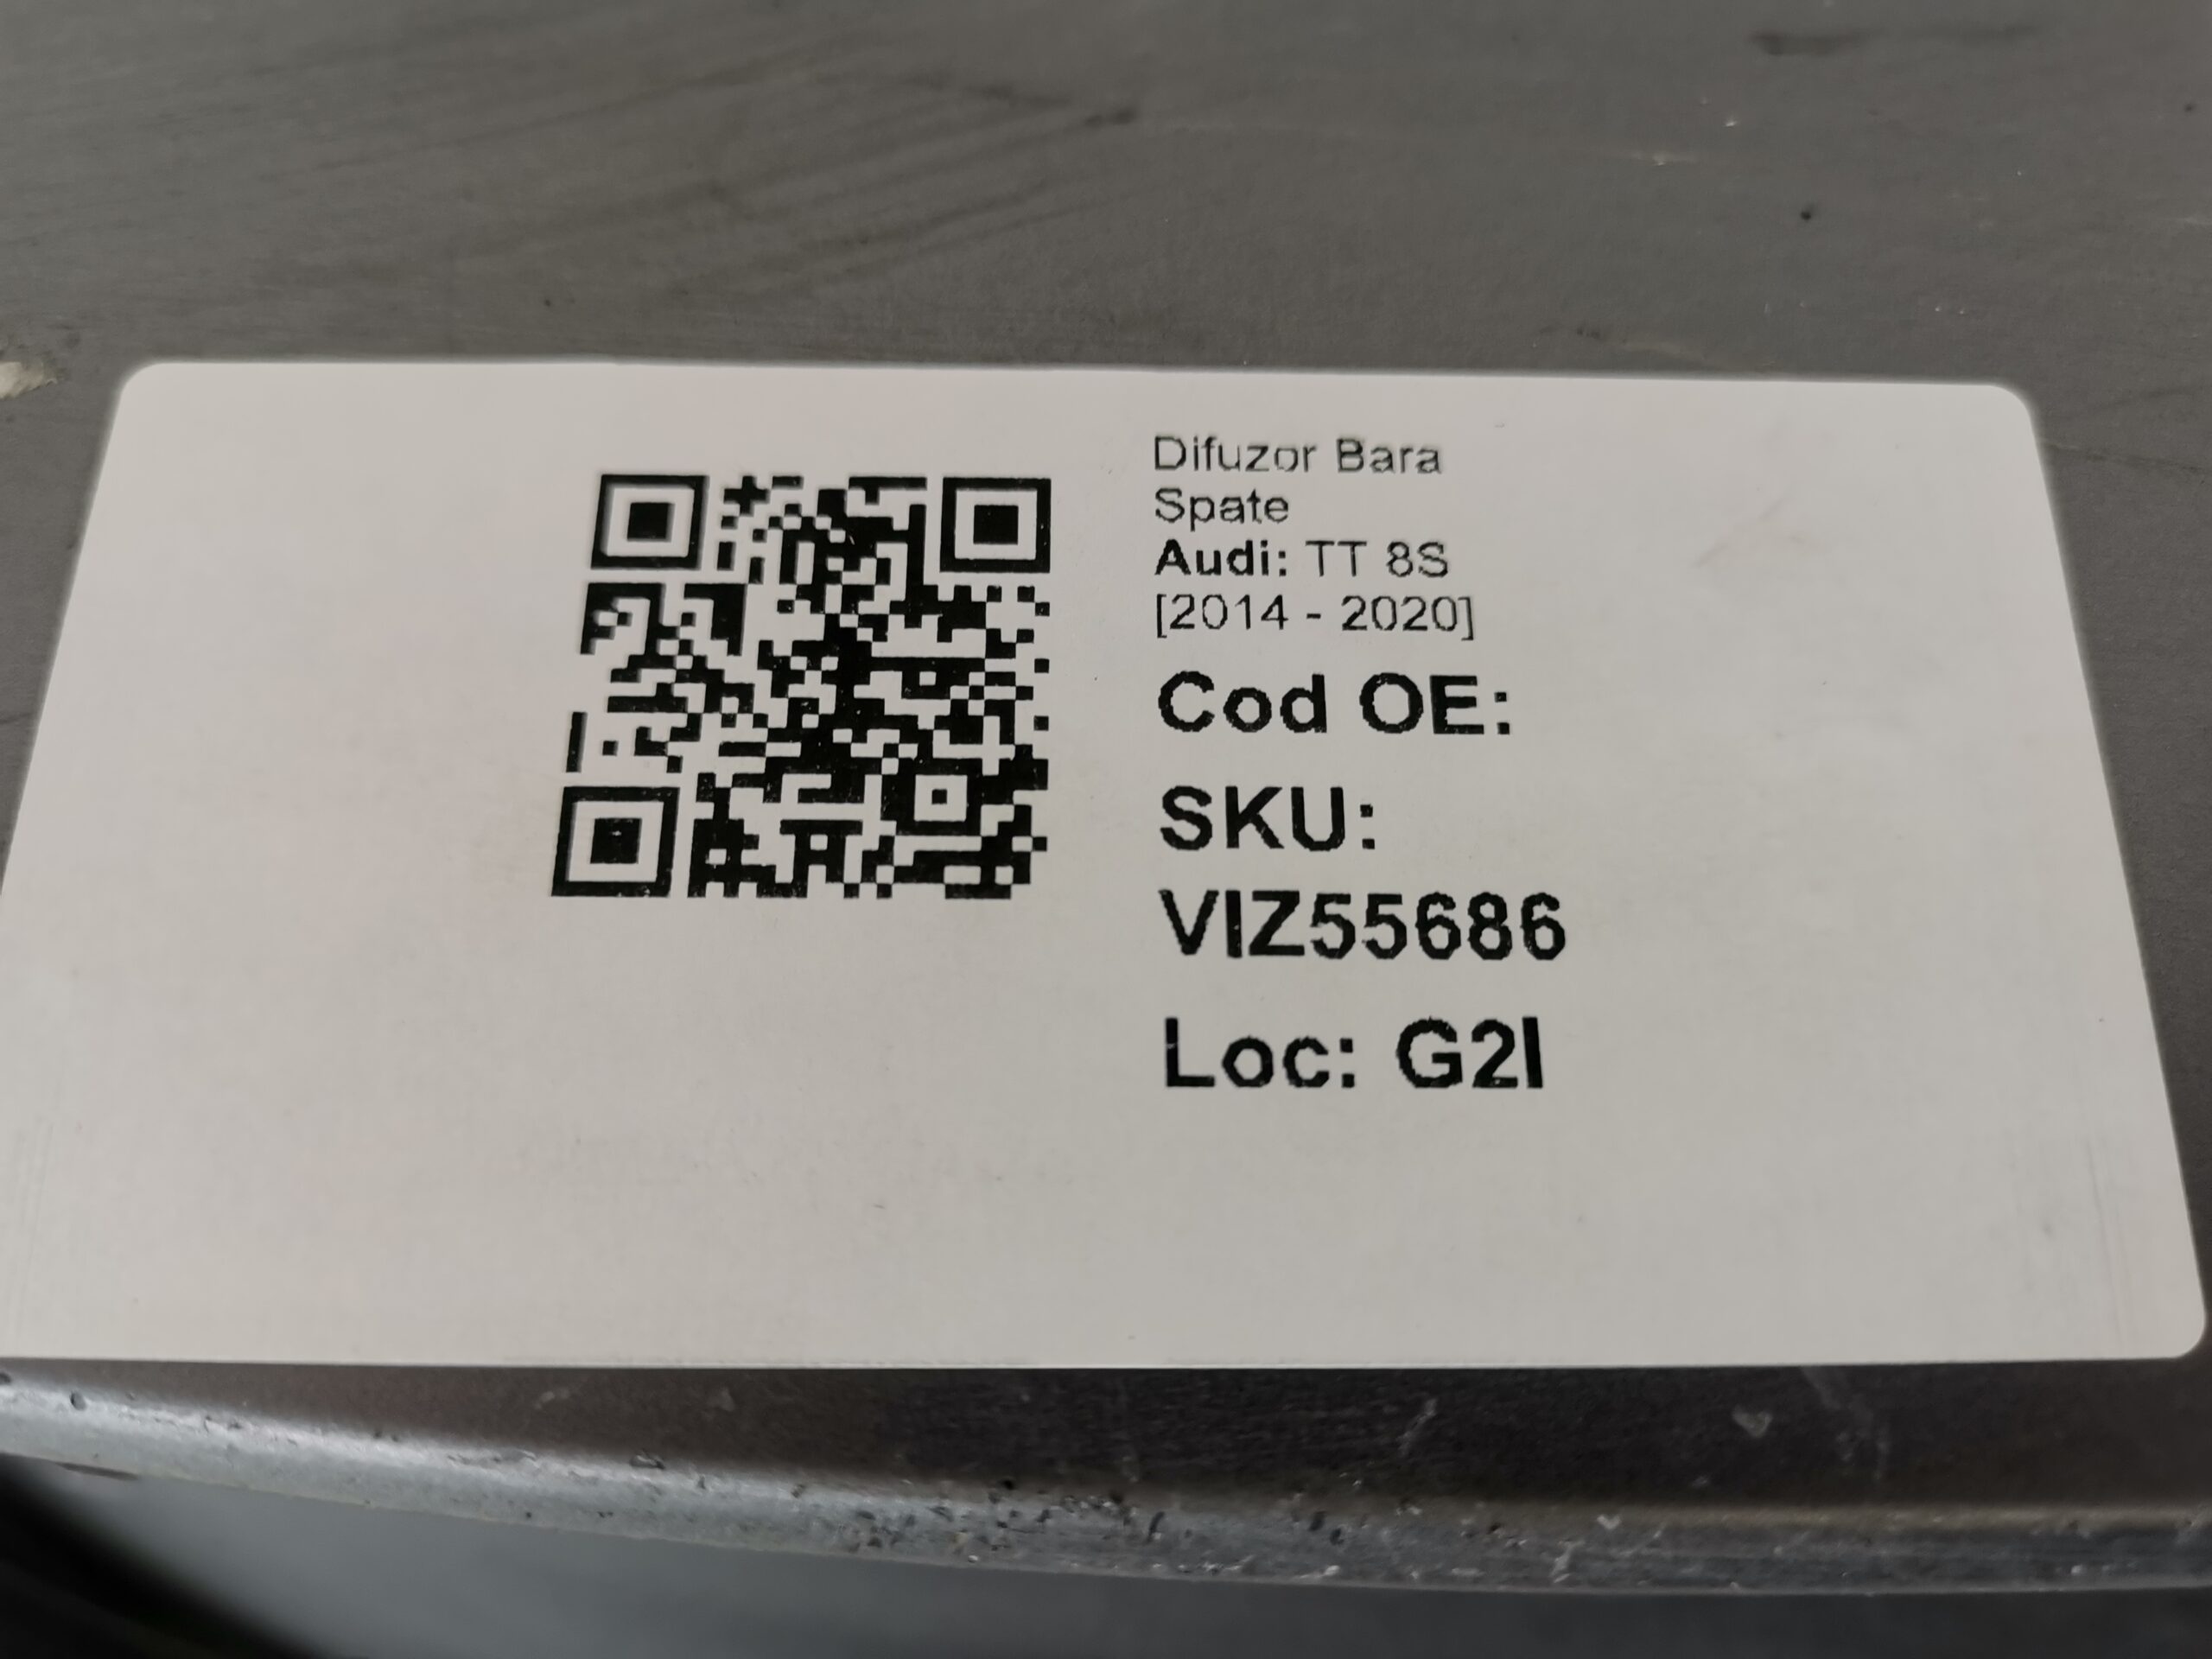 Difuzor Bara
Spate
Audi: TT 8S
[2014 - 2020]
Cod OE:
SKU:
VIZ55686
Loc: G2I